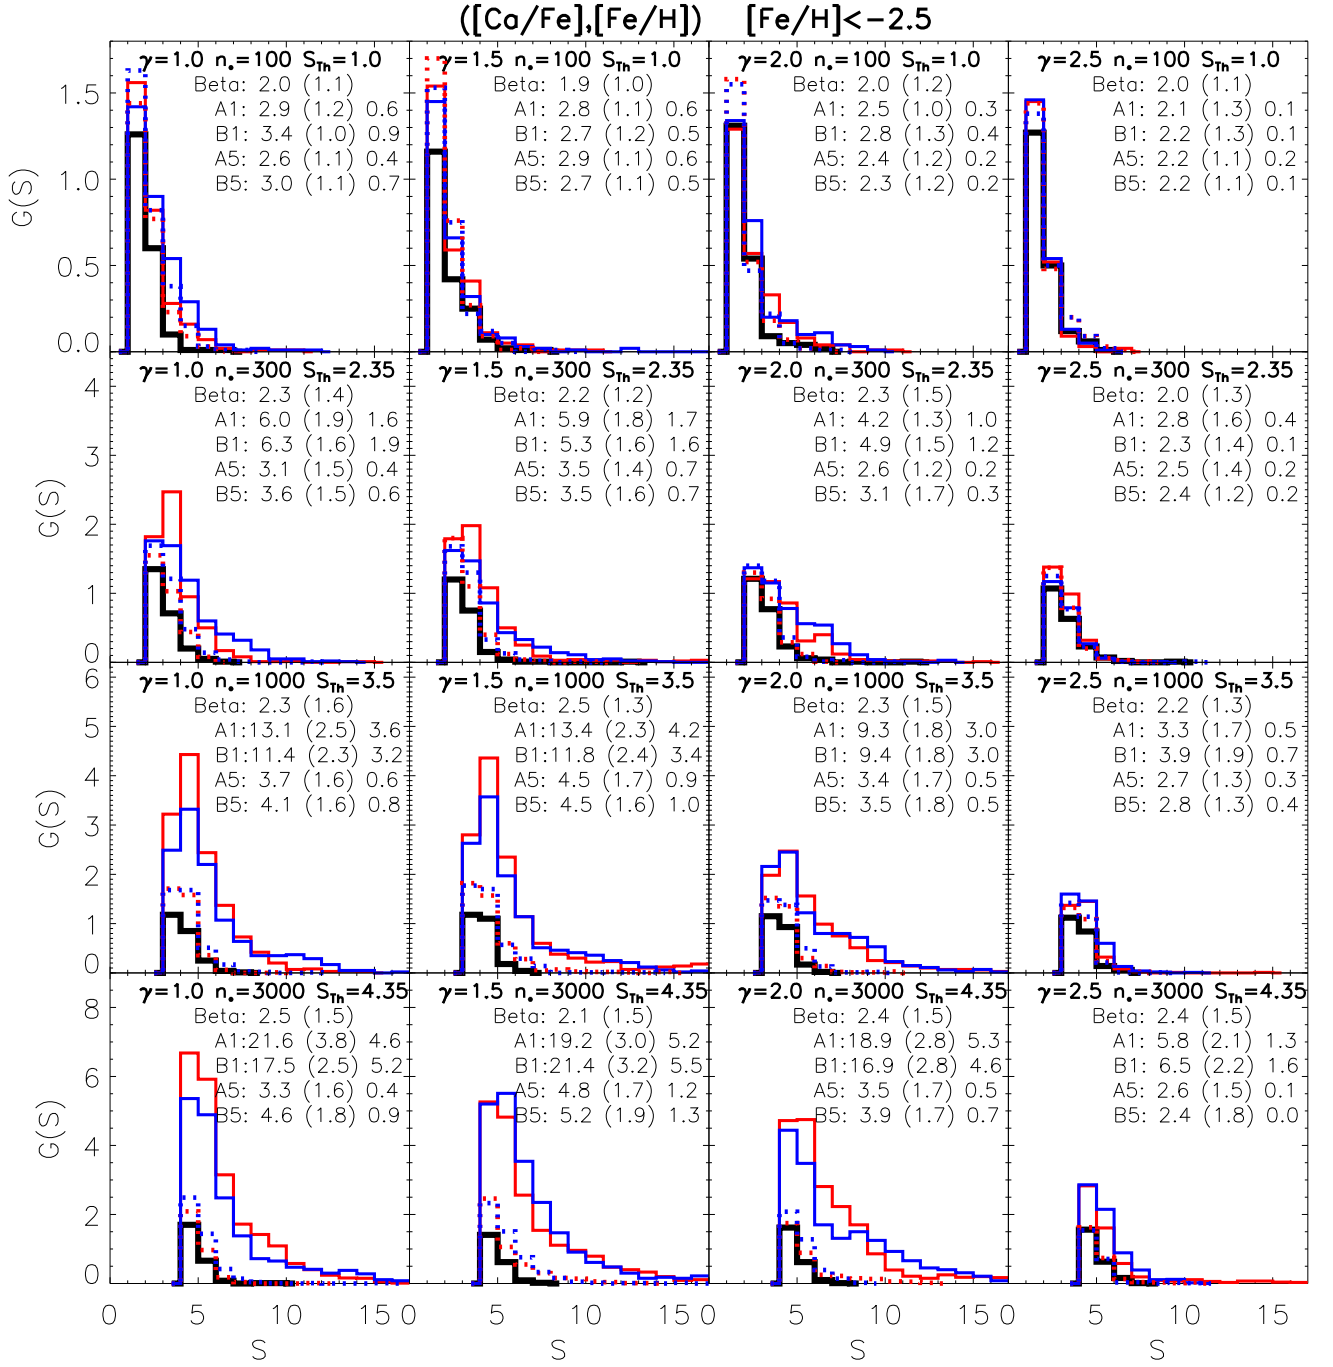 ([Ca/Fe],[Fe/H]) [Fe/H]<-2.5
γ=1.0 n*=100 S_Th=1.0
Beta: 2.0 (1.1)
A1: 2.9 (1.2) 0.6
B1: 3.4 (1.0) 0.9
A5: 2.6 (1.1) 0.4
B5: 3.0 (1.1) 0.7
γ=1.5 n*=100 S_Th=1.0
Beta: 1.9 (1.0)
A1: 2.8 (1.1) 0.6
B1: 2.7 (1.2) 0.5
A5: 2.9 (1.1) 0.6
B5: 2.7 (1.1) 0.5
γ=2.0 n*=100 S_Th=1.0
Beta: 2.0 (1.2)
A1: 2.5 (1.0) 0.3
B1: 2.8 (1.3) 0.4
A5: 2.4 (1.2) 0.2
B5: 2.3 (1.2) 0.2
γ=2.5 n*=100 S_Th=1.0
Beta: 2.0 (1.1)
A1: 2.1 (1.3) 0.1
B1: 2.2 (1.3) 0.1
A5: 2.2 (1.1) 0.2
B5: 2.2 (1.1) 0.1
G(S)
1.5
1.0
0.5
0.0
γ=1.0 n*=300 S_Th=2.35
Beta: 2.3 (1.4)
A1: 6.0 (1.9) 1.6
B1: 6.3 (1.6) 1.9
A5: 3.1 (1.5) 0.4
B5: 3.6 (1.5) 0.6
γ=1.5 n*=300 S_Th=2.35
Beta: 2.2 (1.2)
A1: 5.9 (1.8) 1.7
B1: 5.3 (1.6) 1.6
A5: 3.5 (1.4) 0.7
B5: 3.5 (1.6) 0.7
γ=2.0 n*=300 S_Th=2.35
Beta: 2.3 (1.5)
A1: 4.2 (1.3) 1.0
B1: 4.9 (1.5) 1.2
A5: 2.6 (1.2) 0.2
B5: 3.1 (1.7) 0.3
γ=2.5 n*=300 S_Th=2.35
Beta: 2.0 (1.3)
A1: 2.8 (1.6) 0.4
B1: 2.3 (1.4) 0.1
A5: 2.5 (1.4) 0.2
B5: 2.4 (1.2) 0.2
G(S)
4
3
2
1
0
γ=1.0 n*=1000 S_Th=3.5
Beta: 2.3 (1.6)
A1:13.1 (2.5) 3.6
B1:11.4 (2.3) 3.2
A5: 3.7 (1.6) 0.6
B5: 4.1 (1.6) 0.8
γ=1.5 n*=1000 S_Th=3.5
Beta: 2.5 (1.3)
A1:13.4 (2.3) 4.2
B1:11.8 (2.4) 3.4
A5: 4.5 (1.7) 0.9
B5: 4.5 (1.6) 1.0
γ=2.0 n*=1000 S_Th=3.5
Beta: 2.3 (1.5)
A1: 9.3 (1.8) 3.0
B1: 9.4 (1.8) 3.0
A5: 3.4 (1.7) 0.5
B5: 3.5 (1.8) 0.5
γ=2.5 n*=1000 S_Th=3.5
Beta: 2.2 (1.3)
A1: 3.3 (1.7) 0.5
B1: 3.9 (1.9) 0.7
A5: 2.7 (1.3) 0.3
B5: 2.8 (1.3) 0.4
G(S)
6
5
4
3
2
1
0
γ=1.0 n*=3000 S_Th=4.35
Beta: 2.5 (1.5)
A1:21.6 (3.8) 4.6
B1:17.5 (2.5) 5.2
A5: 3.3 (1.6) 0.4
B5: 4.6 (1.8) 0.9
γ=1.5 n*=3000 S_Th=4.35
Beta: 2.1 (1.5)
A1:19.2 (3.0) 5.2
B1:21.4 (3.2) 5.5
A5: 4.8 (1.7) 1.2
B5: 5.2 (1.9) 1.3
γ=2.0 n*=3000 S_Th=4.35
Beta: 2.4 (1.5)
A1:18.9 (2.8) 5.3
B1:16.9 (2.8) 4.6
A5: 3.5 (1.7) 0.5
B5: 3.9 (1.7) 0.7
γ=2.5 n*=3000 S_Th=4.35
Beta: 2.4 (1.5)
A1: 5.8 (2.1) 1.3
B1: 6.5 (2.2) 1.6
A5: 2.6 (1.5) 0.1
B5: 2.4 (1.8) 0.0
G(S)
8
6
4
2
0
0 5 10 15 0 5 10 15 0 5 10 15 0 5 10 15
S S S S